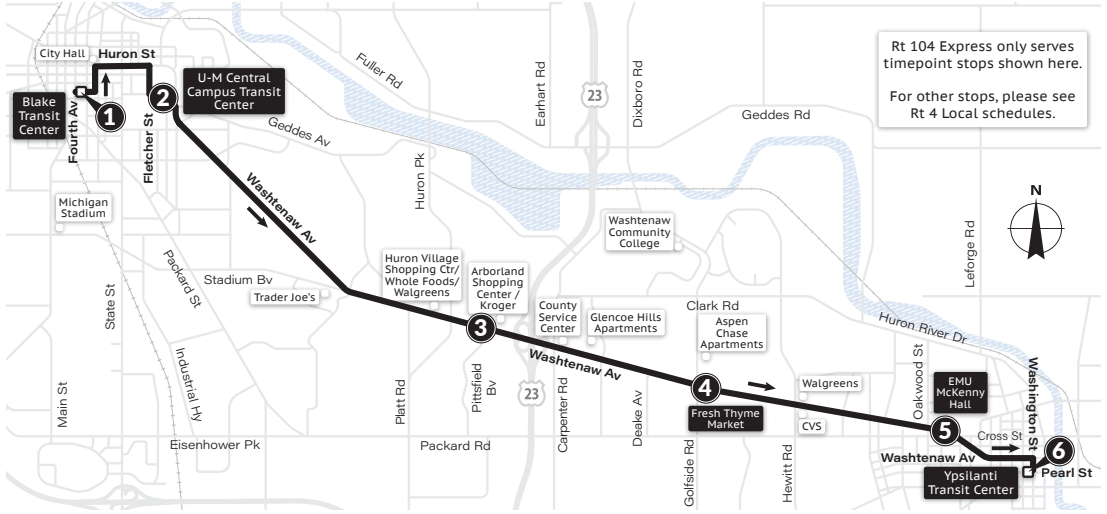 City Hall
Huron St
Blake
Transit
Center
Fourth Av
1
Fletcher St
2
U-M Central
Campus Transit
Center
Geddes Av
Fuller Rd
Huron Pk
Earhart Rd
23
Dixboro Rd
Geddes Rd
Rt 104 Express only serves
timepoint stops shown here.
For other stops, please see
Rt 4 Local schedules.
N
Leforge Rd
Michigan
Stadium
Washtenaw Av
Packard St
Stadium Bv
Trader Joe's
State St
Industrial Hy
Main St
Eisenhower Pk
Huron Village
Shopping Ctr/
Whole Foods/
Walgreens
Arborland
Shopping
Center /
Kroger
3
Platt Rd
Pittsfield
Bv
Packard Rd
23
Washtenaw
Community
College
County
Service
Center
Glencoe Hills
Apartments
Washtenaw Av
Carpenter Rd
Deake Av
Clark Rd
Aspen
Chase
Apartments
4
Fresh Thyme
Market
Golfside Rd
Hewitt Rd
Walgreens
CVS
Huron River Dr
Oakwood St
EMU
McKenny
Hall
5
Cross St
Washtenaw Av
Washington St
6
Pearl St
Ypsilanti
Transit Center